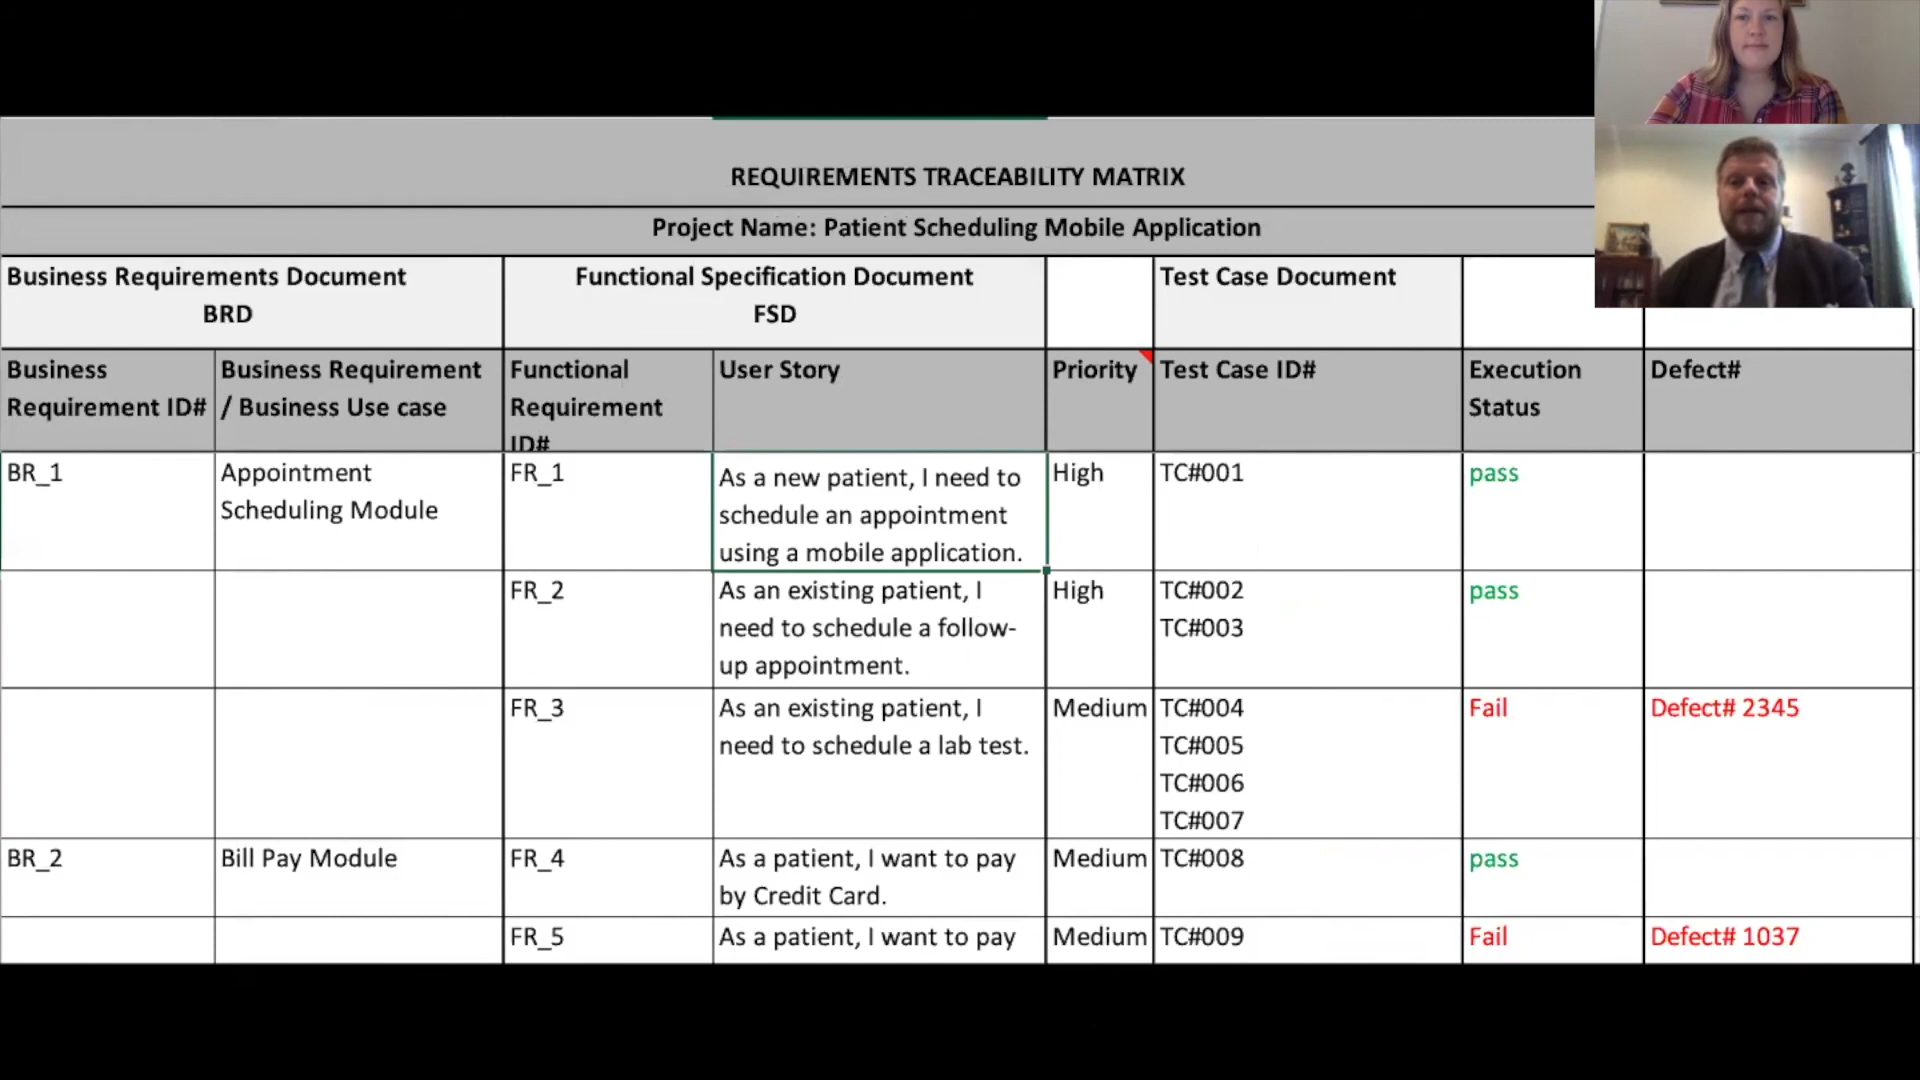 REQUIREMENTS TRACEABILITY MATRIX
Project Name: Patient Scheduling Mobile Application
Business Requirements Document
BRD
Functional Specification Document
FSD
Test Case Document
Business
Requirement ID#
Business Requirement
/ Business Use case
Functional
Requirement
ID#
User Story
Priority
Test Case ID#
Execution
Status
Defect#
BR_1
Appointment
Scheduling Module
FR_1
As a new patient, I need to
schedule an appointment
using a mobile application.
High
TC#001
pass
FR_2
As an existing patient, I
need to schedule a follow-
up appointment.
High
TC#002
TC#003
pass
FR_3
As an existing patient, I
need to schedule a lab test.
Medium
TC#004
TC#005
TC#006
TC#007
Fail
Defect# 2345
BR_2
Bill Pay Module
FR_4
As a patient, I want to pay
by Credit Card.
Medium
TC#008
pass
FR_5
As a patient, I want to pay
Medium
TC#009
Fail
Defect# 1037